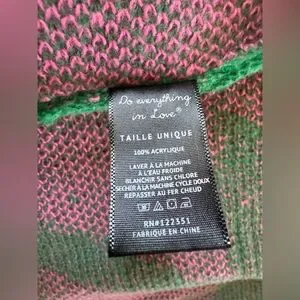 Do everything
in Love®
TAILLE UNIQUE
100% ACRYLIQUE
LAVER À LA MACHINE
À L'EAU FROIDE
BLANCHIR SANS CHLORE
SECHER À LA MACHINE CYCLE DOUX
REPASSER AU FER CHEUD
RN#122351
FABRIQUÉ EN CHINE